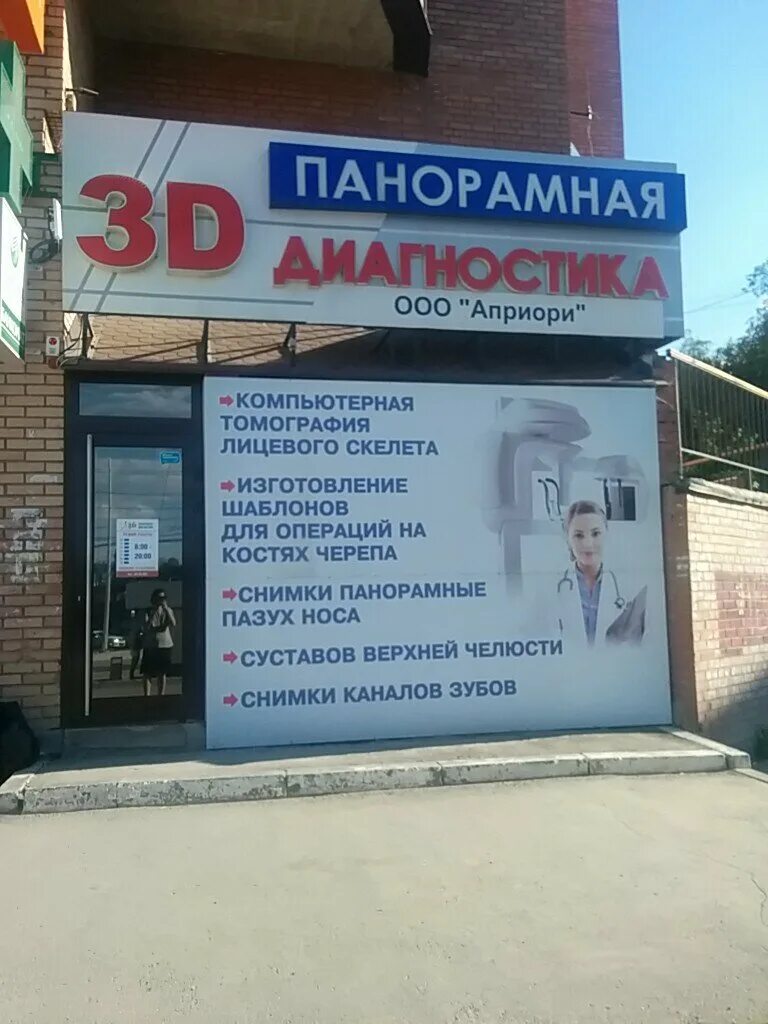 3D ПАНОРАМНАЯ
ДИАГНОСТИКА
ООО "Априори"
КОМПЬЮТЕРНАЯ
ТОМОГРАФИЯ
ЛИЦЕВОГО СКЕЛЕТА
ИЗГОТОВЛЕНИЕ
ШАБЛОНОВ
ДЛЯ ОПЕРАЦИЙ НА
КОСТЯХ ЧЕРЕПА
СНИМКИ ПАНОРАМНЫЕ
ПАЗУХ НОСА
СУСТАВОВ ВЕРХНЕЙ ЧЕЛЮСТИ
СНИМКИ КАНАЛОВ ЗУБОВ
8:00
20:00